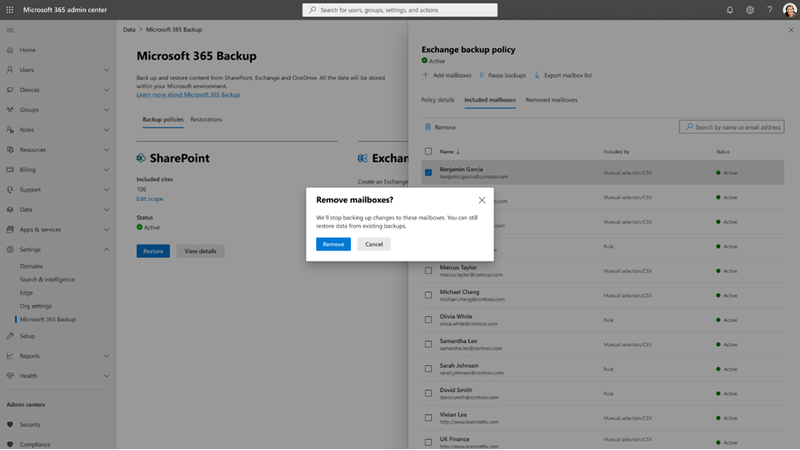 Microsoft 365 admin center
Search for users, groups, settings, and actions
Home
Users
Devices
Groups
Roles
Resources
Billing
Support
Data
Apps & services
Settings
Domains
Search & intelligence
Edge
Org settings
Microsoft 365 Backup
Setup
Reports
Health
Admin centers
Security
Compliance
Data > Microsoft 365 Backup
Microsoft 365 Backup
Back up and restore content from SharePoint, Exchange and OneDrive. All the data will be stored
within your Microsoft environment.
Learn more about Microsoft 365 Backup
Backup policies Restorations
SharePoint
Included sites
106
Edit scope
Status
Active
Restore View details
Exchan
Create an Exchange
Remove mailboxes?
We'll stop backing up changes to these mailboxes. You can still
restore data from existing backups.
Remove Cancel
Exchange backup policy
Active
Add mailboxes Pause backups Export mailbox list
Policy details Included mailboxes Removed mailboxes
Remove Search by name or email address
Name ↓ Included by Status
Benjamin Garcia Manual selection/CSV Active
benjamin.garcia@contoso.com
Manual selection/CSV Active
Manual selection/CSV Active
Rule Active
Marcus Taylor Manual selection/CSV Active
marcus.taylor@contoso.com
Michael Chang Manual selection/CSV Active
michael.chang@contoso.com
Olivia White Rule Active
olivia.white@contoso.com
Samantha Lee Manual selection/CSV Active
samantha.lee@contoso.com
Sarah Johnson Rule Active
sarah.johnson@contoso.com
David Smith Rule Active
david.smith@contoso.com
Vivian Lee Manual selection/CSV Active
UK Finance Manual selection/CSV Active